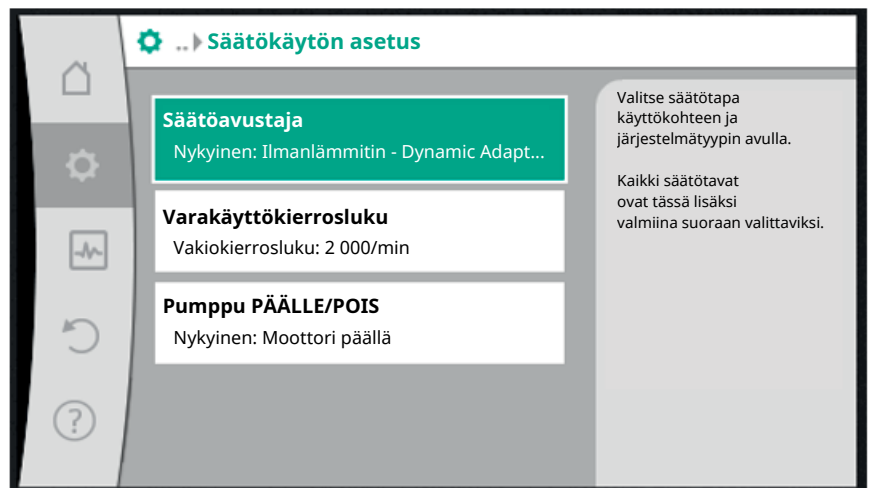 .. Säätökäytön asetus
Säätöavustaja
Nykyinen: Ilmanlämmitin - Dynamic Adapt...
Varakäyttökierrosluku
Vakiokierrosluku: 2 000/min
Pumppu PÄÄLLE/POIS
Nykyinen: Moottori päällä
Valitse säätötapa
käyttökohteen ja
järjestelmätyypin avulla.
Kaikki säätötavat
ovat tässä lisäksi
valmiina suoraan valittaviksi.
?